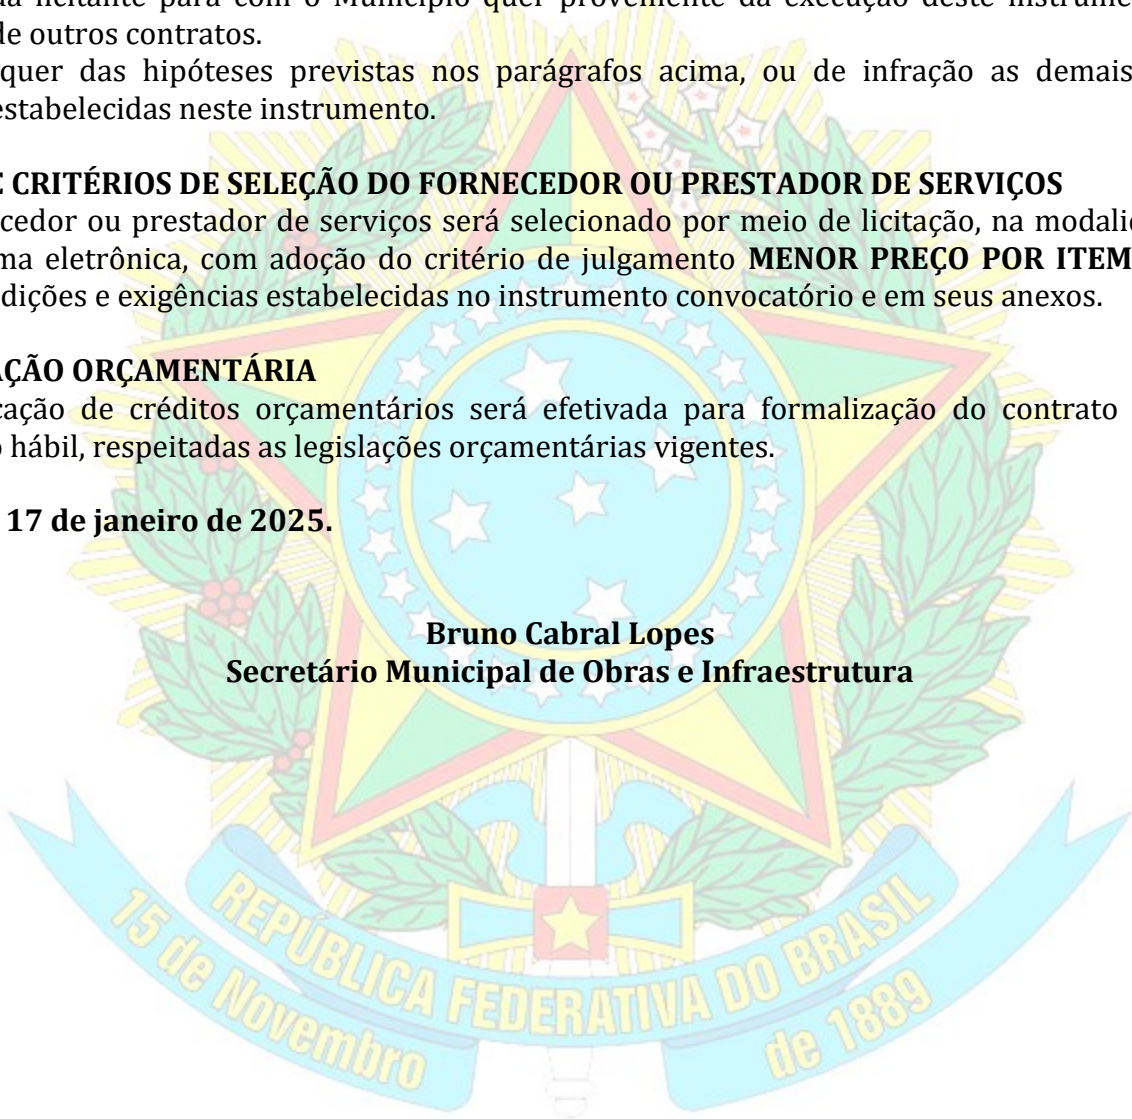 da licitante para com o Município quer proveniente da execução deste
de outros contratos.
quer das hipóteses previstas nos parágrafos acima, ou de infração as demais
estabelecidas neste instrumento.
E CRITÉRIOS DE SELEÇÃO DO FORNECEDOR OU PRESTADOR DE SERVIÇOS
cedor ou prestador de serviços será selecionado por meio de licitação, na
ma eletrônica, com adoção do critério de julgamento MENOR PREÇO POR ITEM
dições e exigências estabelecidas no instrumento convocatório e em seus anexos.
AÇÃO ORÇAMENTÁRIA
cação de créditos orçamentários será efetivada para formalização do contrato
o hábil, respeitadas as legislações orçamentárias vigentes.
17 de janeiro de 2025.
Bruno Cabral Lopes
Secretário Municipal de Obras e Infraestrutura
REPÚBLICA FEDERATIVA DO BRASIL
15 de Novembro de 1889